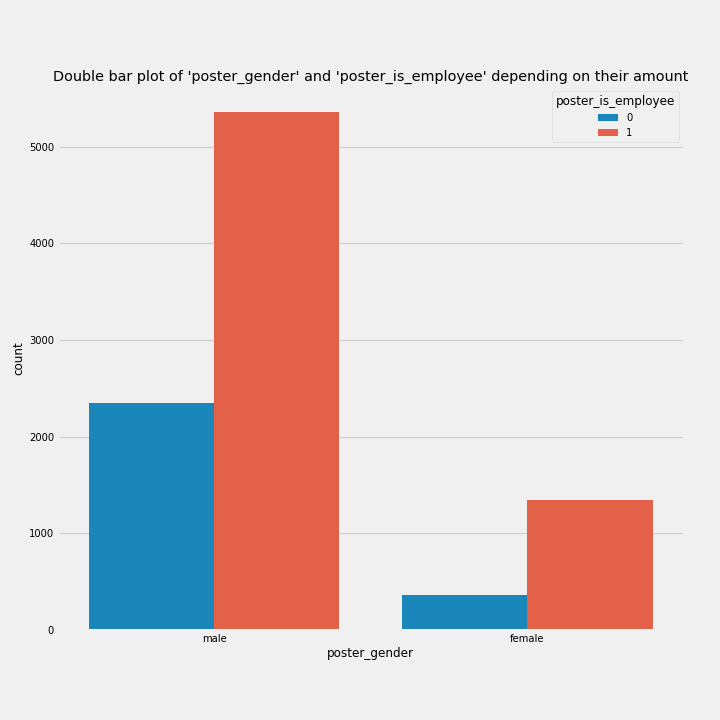 Double bar plot of 'poster_gender' and 'poster_is_employee' depending on their amount
poster_is_employee
0
1
5000
4000
3000
2000
1000
0
count
male
female
poster_gender